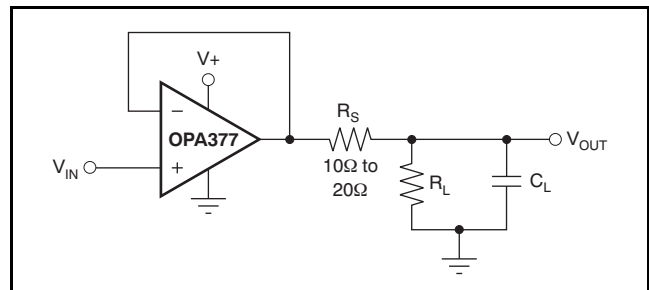 V+
−
OPA377
+
V_IN
R_S
10Ω to
20Ω
R_L
C_L
V_OUT